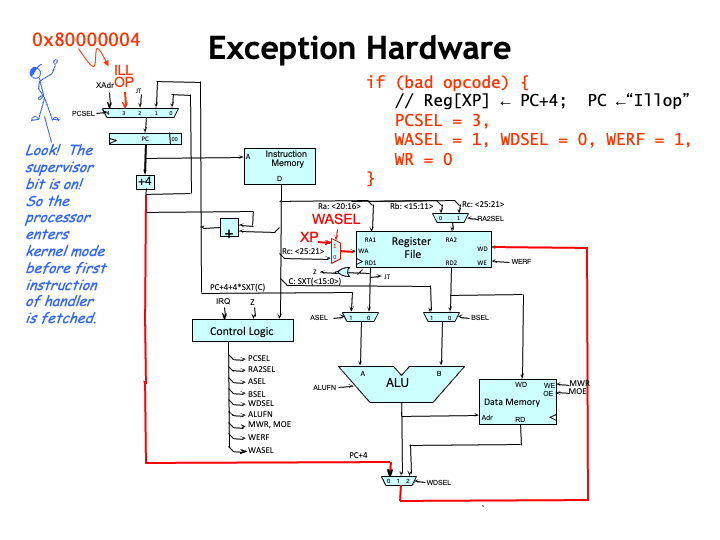 0x80000004
Exception Hardware
ILL
OP
XAdr
JT
PCSEL
4 3 2 1 0
PC
00
+4
if (bad opcode) {
// Reg[XP] ← PC+4; PC ←“Illop”
PCSEL = 3,
WASEL = 1, WDSEL = 0, WERF = 1,
WR = 0
}
Look! The
supervisor
bit is on!
So the
processor
enters
kernel mode
before first
instruction
of handler
is fetched.
A
Instruction
Memory
D
Ra: <20:16>
Rb: <15:11>
Rc: <25:21>
0 1
RA2SEL
WASEL
XP
1
0
Rc: <25:21>
+
RA1
RA2
Register
File
WA
WD
RD1
RD2
WE
WERF
Z
JT
C: SXT(<15:0>)
PC+4+4*SXT(C)
IRQ
Z
Control Logic
ASEL
1 0
1 0
BSEL
PCSEL
RA2SEL
ASEL
BSEL
WDSEL
ALUFN
MWR, MOE
WERF
WASEL
A
B
ALU
ALUFN
WD
WE
OE
MWR
MOE
Data Memory
Adr
RD
PC+4
0 1 2
WDSEL